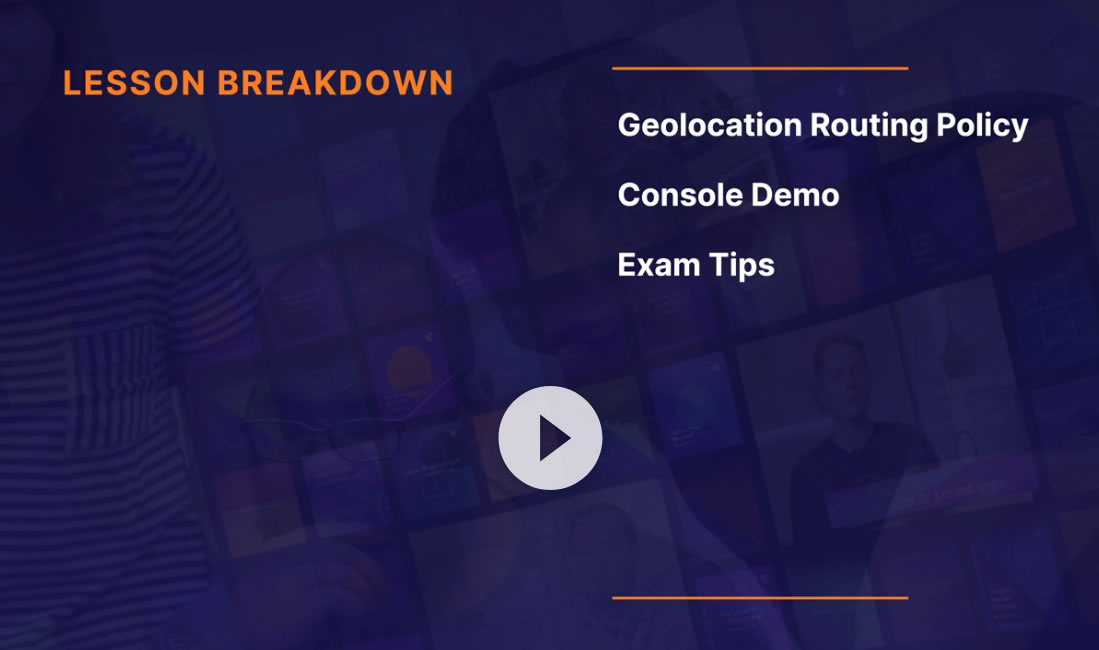 LESSON BREAKDOWN
Geolocation Routing Policy
Console Demo
Exam Tips